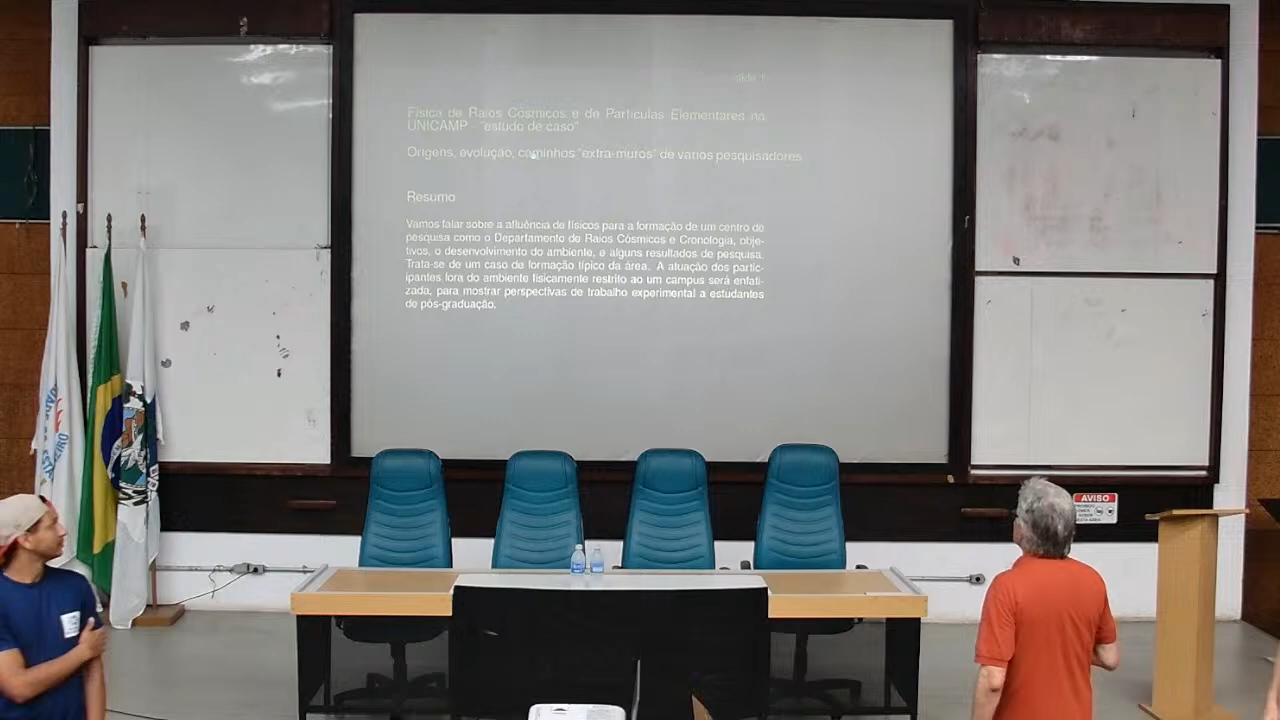 slide 1
Física de Raios Cósmicos e de Partículas Elementares na
UNICAMP - "estudo de caso"
Origens, evolução, caminhos "extra-muros" de vários pesquisadores
Resumo
Vamos falar sobre a afluência de físicos para a formação de um centro de
pesquisa como o Departamento de Raios Cósmicos e Cronologia, obje-
tivos, o desenvolvimento do ambiente, e alguns resultados de pesquisa.
Trata-se de um caso de formação típico da área. A atuação dos partic-
ipantes fora do ambiente fisicamente restrito ao um campus será enfati-
zada, para mostrar perspectivas de trabalho experimental a estudantes
de pós-graduação.
AVISO